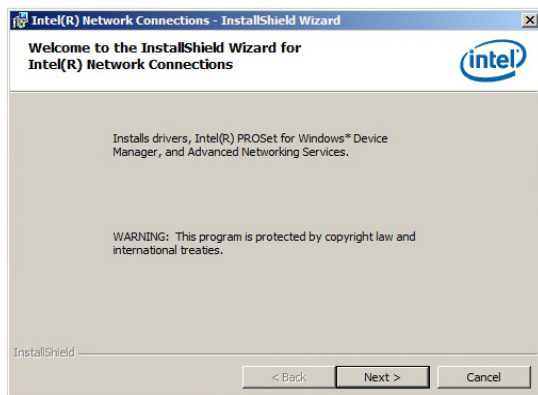 Intel(R) Network Connections - InstallShield Wizard
Welcome to the InstallShield Wizard for
Intel(R) Network Connections
intel
Installs drivers, Intel(R) PROSet for Windows* Device
Manager, and Advanced Networking Services.
WARNING: This program is protected by copyright law and
international treaties.
InstallShield
< Back
Next >
Cancel